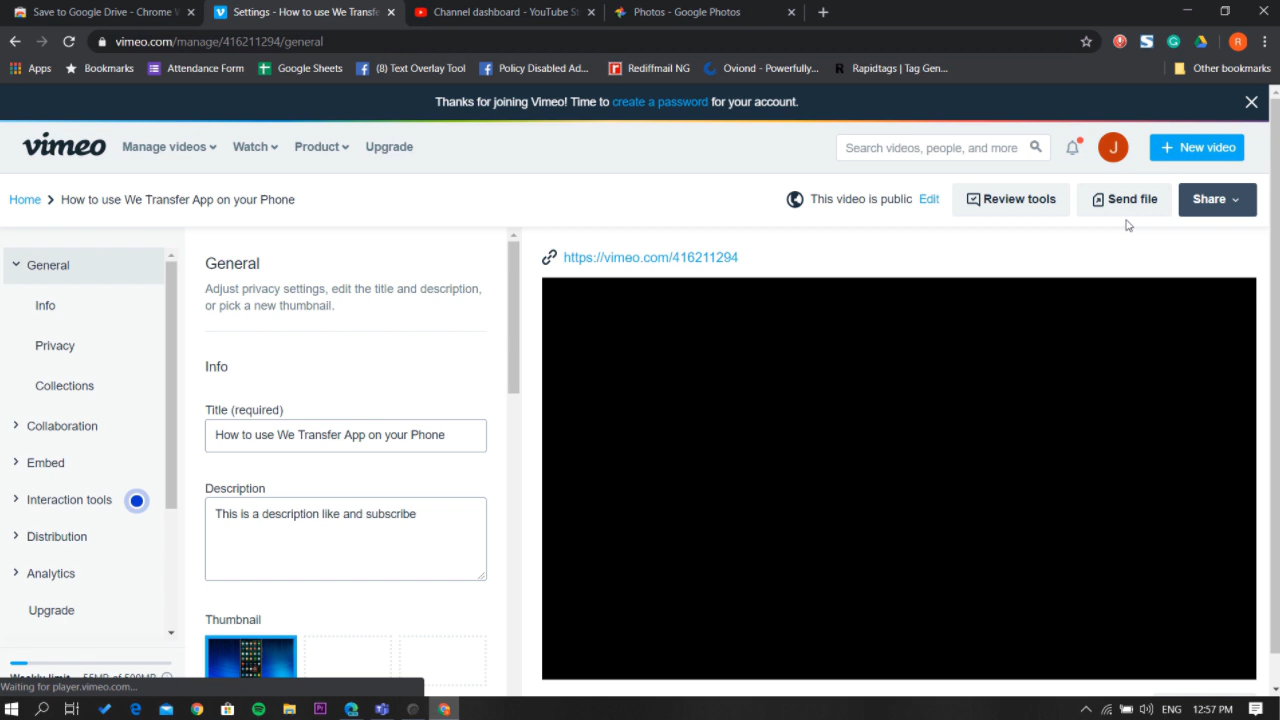 Save to Google Drive - Chrome W
Settings - How to use We Transfe
Channel dashboard - YouTube St
Photos - Google Photos
vimeo.com/manage/416211294/general
R
Apps
Bookmarks
Attendance Form
Google Sheets
(8) Text Overlay Tool
Policy Disabled Ad...
Rediffmail NG
Oviond - Powerfully...
Rapidtags | Tag Gen...
Other bookmarks
Thanks for joining Vimeo! Time to create a password for your account.
vimeo
Manage videos
Watch
Product
Upgrade
Search videos, people, and more
J
+ New video
Home > How to use We Transfer App on your Phone
This video is public Edit
Review tools
Send file
Share
General
Info
Privacy
Collections
Collaboration
Embed
Interaction tools
Distribution
Analytics
Upgrade
General
Adjust privacy settings, edit the title and description,
or pick a new thumbnail.
Info
Title (required)
How to use We Transfer App on your Phone
Description
This is a description like and subscribe
Thumbnail
https://vimeo.com/416211294
Waiting for player.vimeo.com...
ENG
12:57 PM